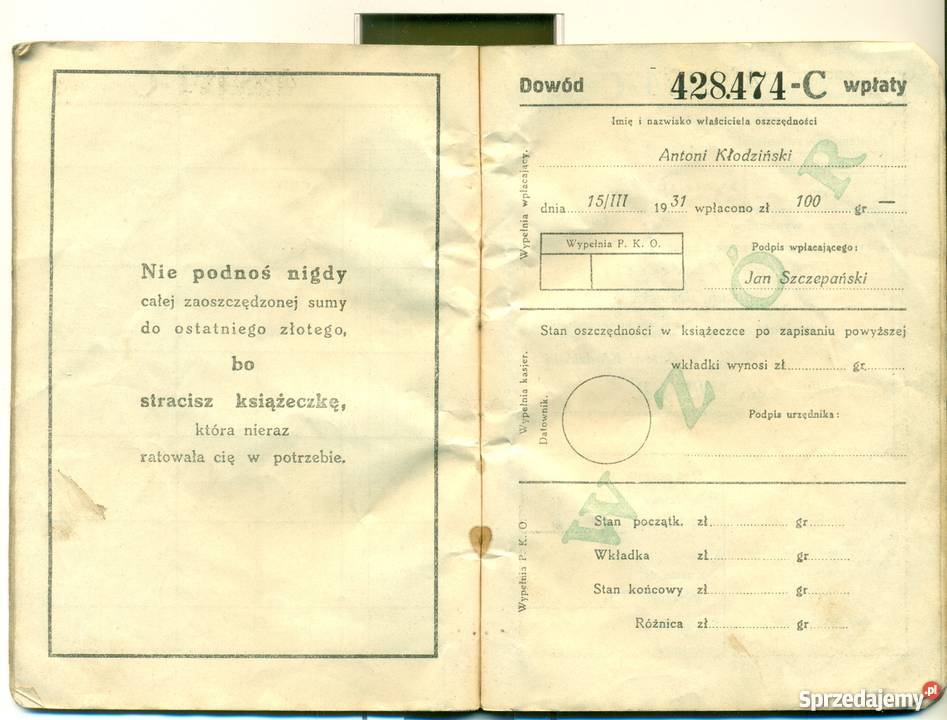 Nie podnoś nigdy
całej zaoszczędzonej sumy
do ostatniego złotego,
bo
stracisz książeczkę,
która nieraz
ratowała cię w potrzebie.
Dowód 428.474-C wpłaty
Imię i nazwisko właściciela oszczędności
Antoni Kłodziński
Wypełnia wpłacający.
dnia 15/III 1931 wpłacono zł 100 gr —
Wypełnia P. K. O.
Podpis wpłacającego:
Jan Szczepański
Stan oszczędności w książeczce po zapisaniu powyższej
wkładki wynosi zł gr
Wypełnia kasjer.
Datownik.
Podpis urzędnika:
Wypełnia P. K. O.
Stan początk. zł gr
Wkładka zł gr
Stan końcowy zł gr
Różnica zł gr
WZÓR
Sprzedajemy.pl